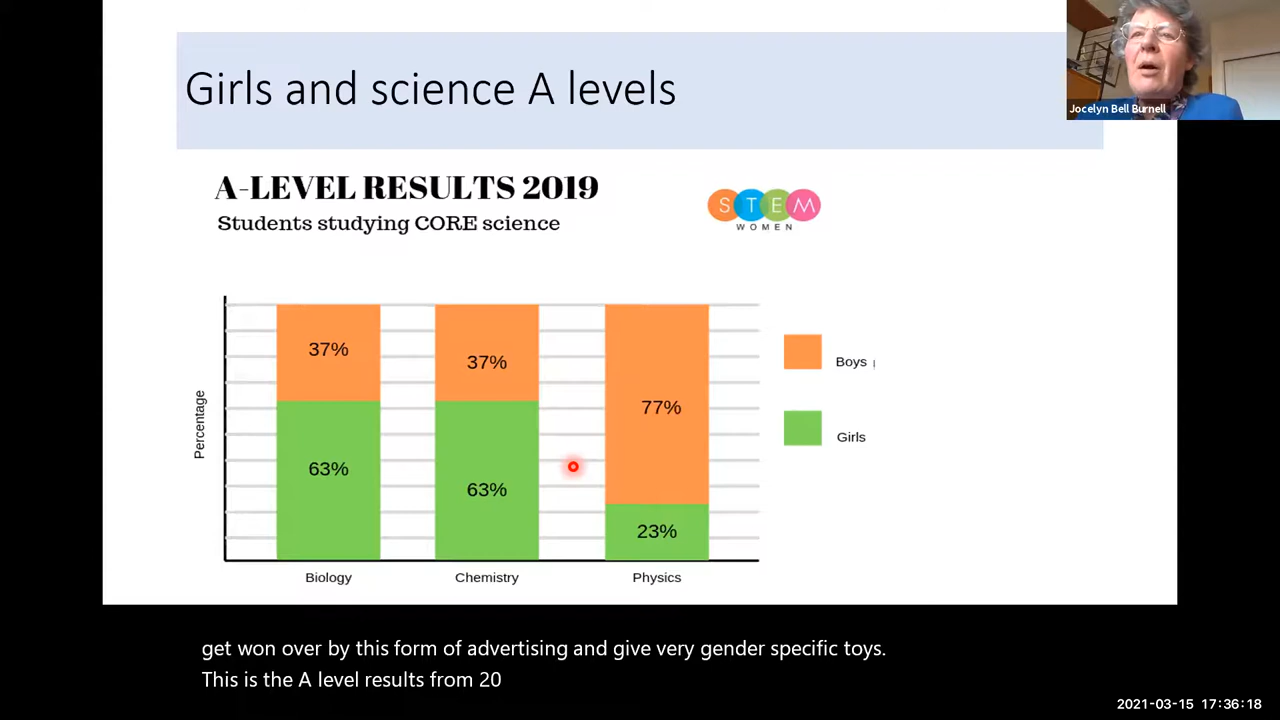 Girls and science A levels
Jocelyn Bell Burnell
A-LEVEL RESULTS 2019
Students studying CORE science
STEM
WOMEN
37%
37%
77%
63%
63%
23%
Percentage
Boys
Girls
Biology
Chemistry
Physics
get won over by this form of advertising and give very gender specific toys.
This is the A level results from 20
2021-03-15 17:36:18